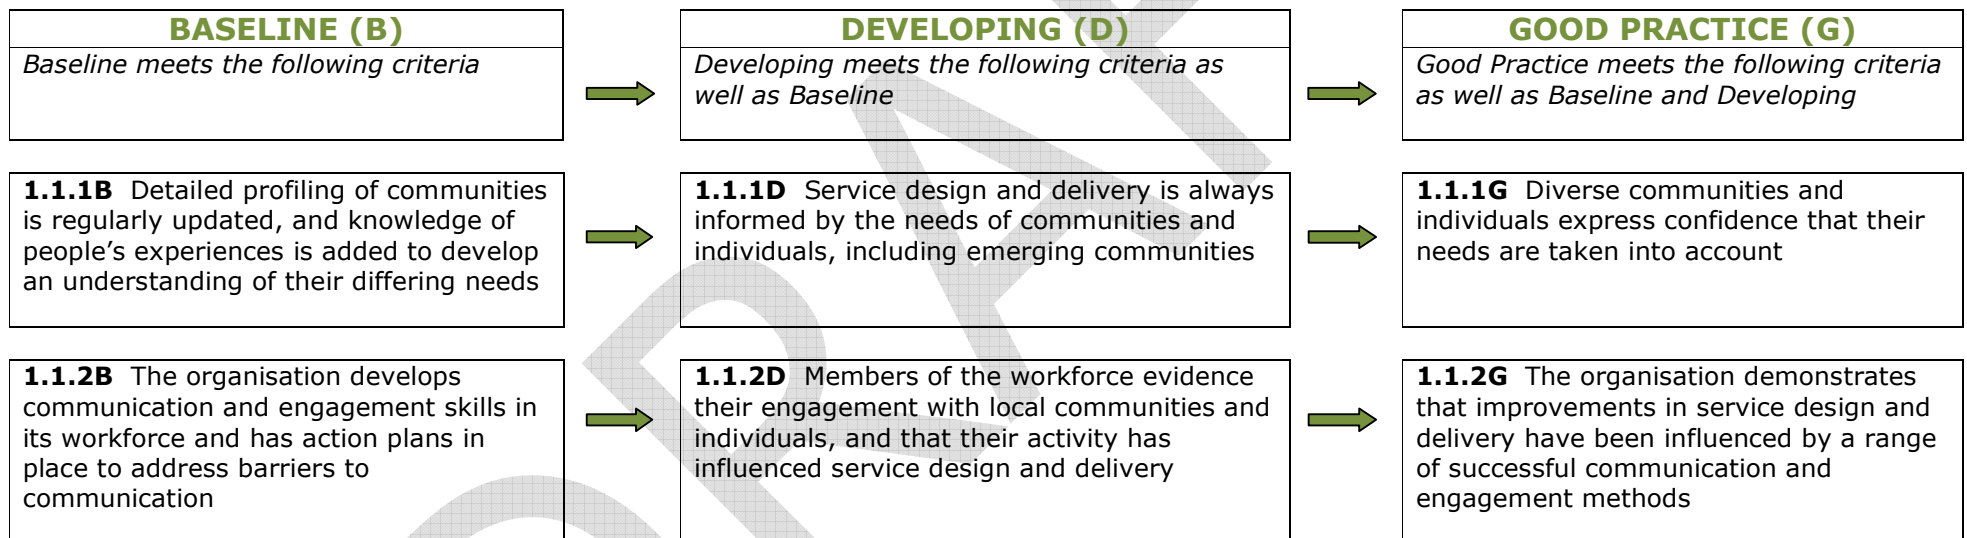 BASELINE (B)
Baseline meets the following criteria
DEVELOPING (D)
Developing meets the following criteria as
well as Baseline
GOOD PRACTICE (G)
Good Practice meets the following criteria
as well as Baseline and Developing
1.1.1B Detailed profiling of communities
is regularly updated, and knowledge of
people's experiences is added to develop
an understanding of their differing needs
1.1.1D Service design and delivery is always
informed by the needs of communities and
individuals, including emerging communities
1.1.1G Diverse communities and
individuals express confidence that their
needs are taken into account
1.1.2B The organisation develops
communication and engagement skills in
its workforce and has action plans in
place to address barriers to
communication
1.1.2D Members of the workforce evidence
their engagement with local communities and
individuals, and that their activity has
influenced service design and delivery
1.1.2G The organisation demonstrates
that improvements in service design and
delivery have been influenced by a range
of successful communication and
engagement methods